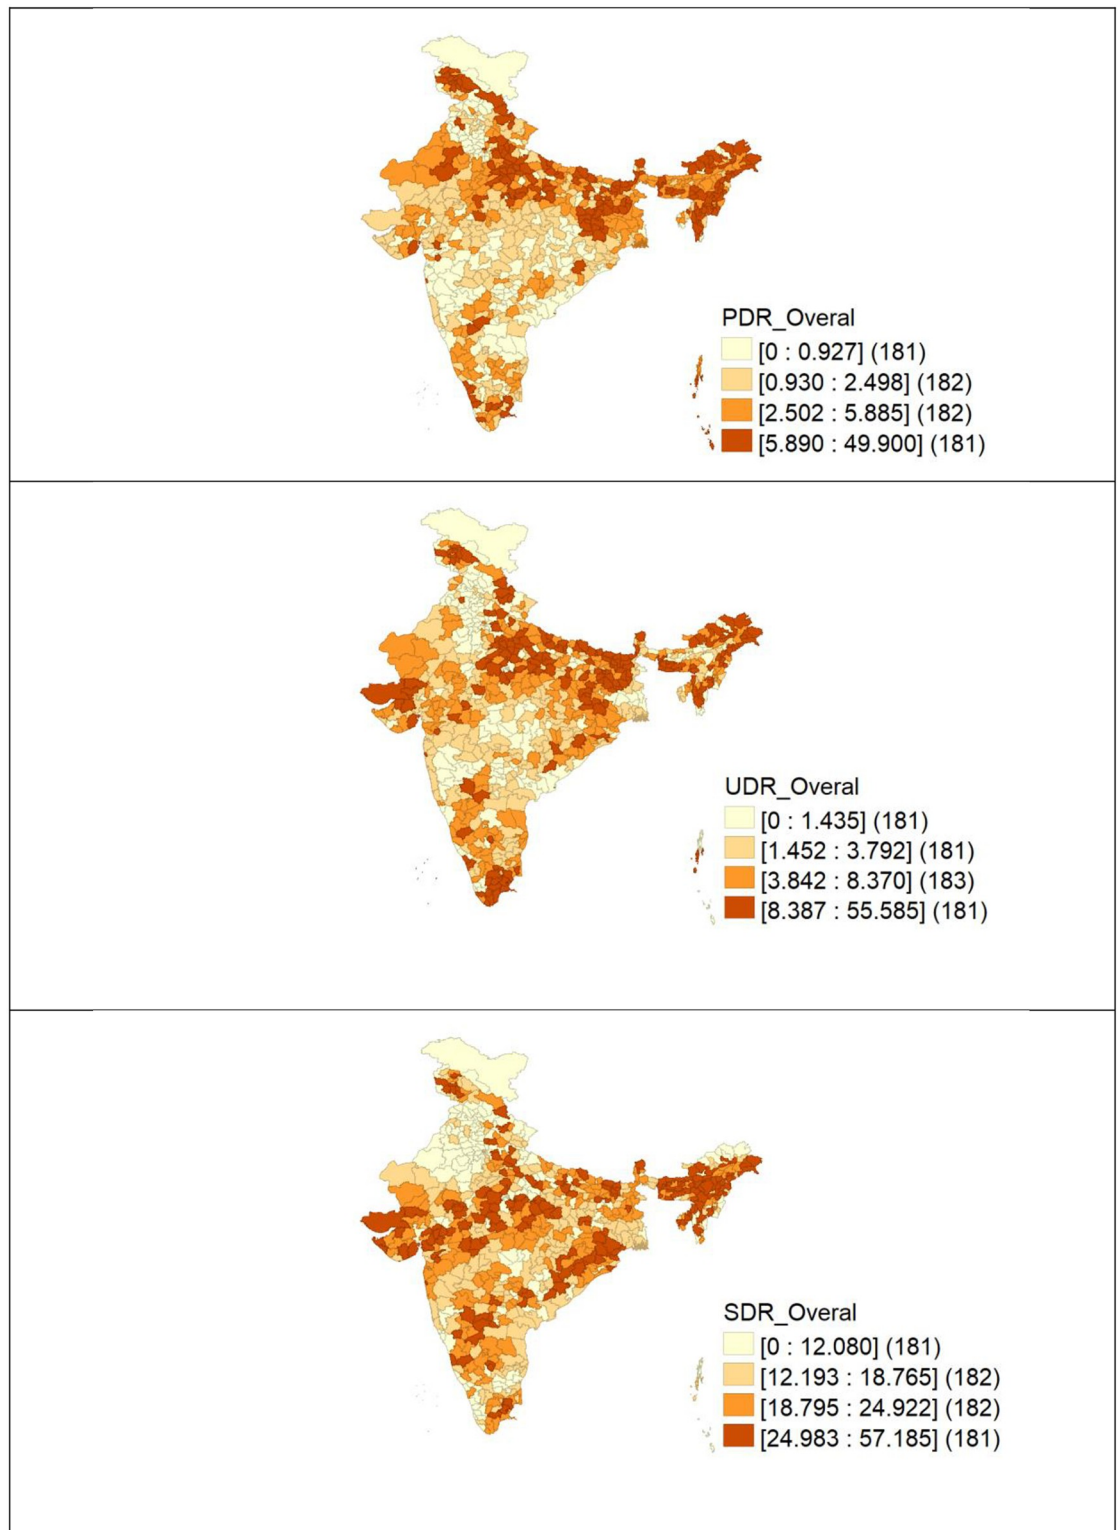 PDR_Overal
[0 : 0.927] (181)
[0.930 : 2.498] (182)
[2.502 : 5.885] (182)
[5.890 : 49.900] (181)
UDR_Overal
[0 : 1.435] (181)
[1.452 : 3.792] (181)
[3.842 : 8.370] (183)
[8.387 : 55.585] (181)
SDR_Overal
[0 : 12.080] (181)
[12.193 : 18.765] (182)
[18.795 : 24.922] (182)
[24.983 : 57.185] (181)